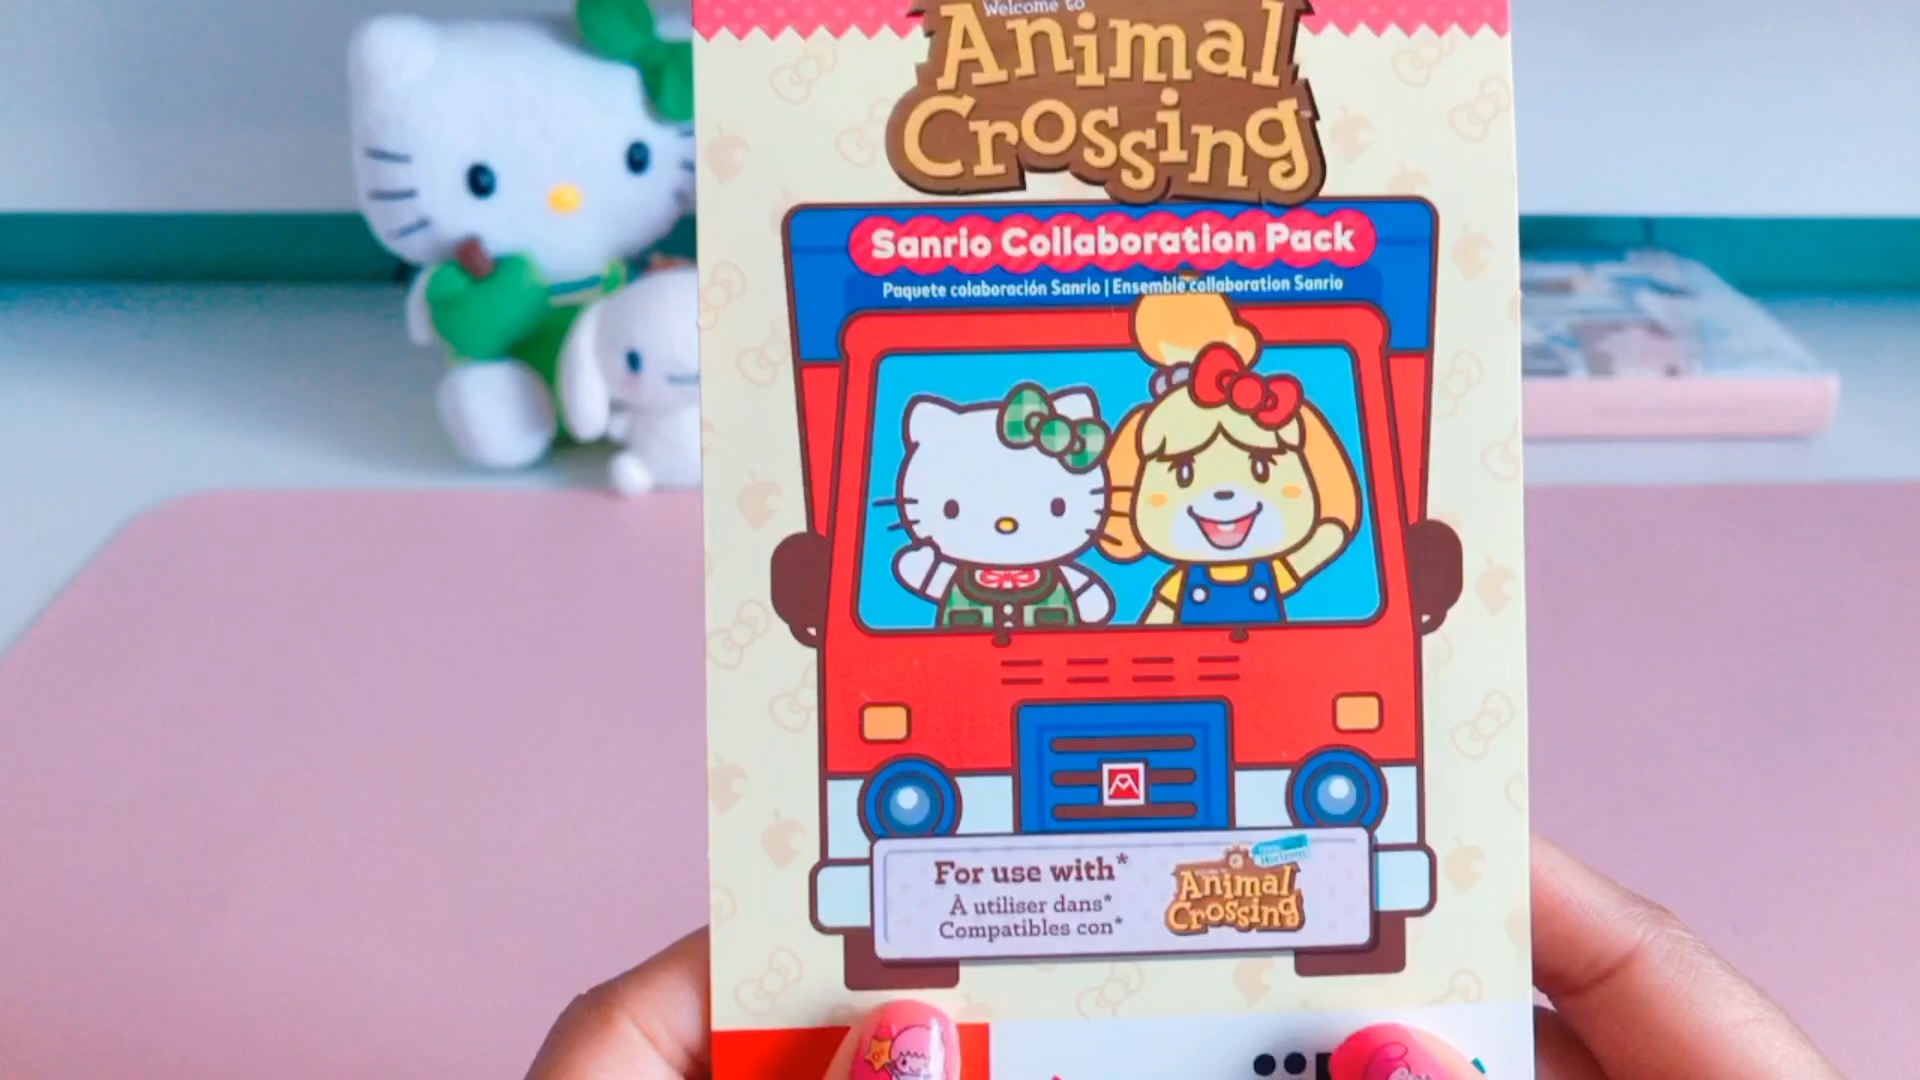 Welcome to
Animal
Crossing
Sanrio Collaboration Pack
Paquete colaboración Sanrio | Ensemble collaboration Sanrio
For use with*
À utiliser dans*
Compatibles con*
Animal
Crossing
Horizons